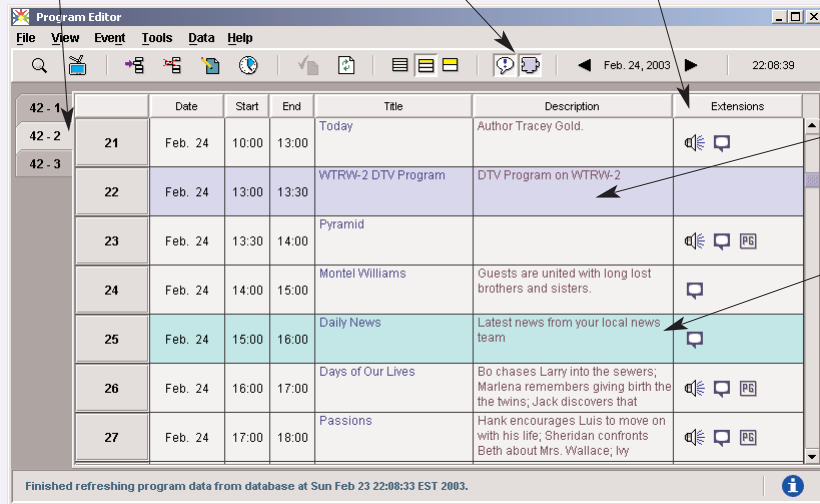 Program Editor
File View Event Tools Data Help
Feb. 24, 2003 22:08:39
42 - 1
42 - 2
42 - 3
Date Start End Title Description Extensions
21 Feb. 24 10:00 13:00 Today Author Tracey Gold.
22 Feb. 24 13:00 13:30 WTRW-2 DTV Program DTV Program on WTRW-2
23 Feb. 24 13:30 14:00 Pyramid PG
24 Feb. 24 14:00 15:00 Montel Williams Guests are united with long lost
brothers and sisters.
25 Feb. 24 15:00 16:00 Daily News Latest news from your local news
team
26 Feb. 24 16:00 17:00 Days of Our Lives Bo chases Larry into the sewers;
Marlena remembers giving birth the
the twins; Jack discovers that
PG
27 Feb. 24 17:00 18:00 Passions Hank encourages Luis to move on
with his life; Sheridan confronts
Beth about Mrs. Wallace; Ivy
PG
Finished refreshing program data from database at Sun Feb 23 22:08:33 EST 2003.